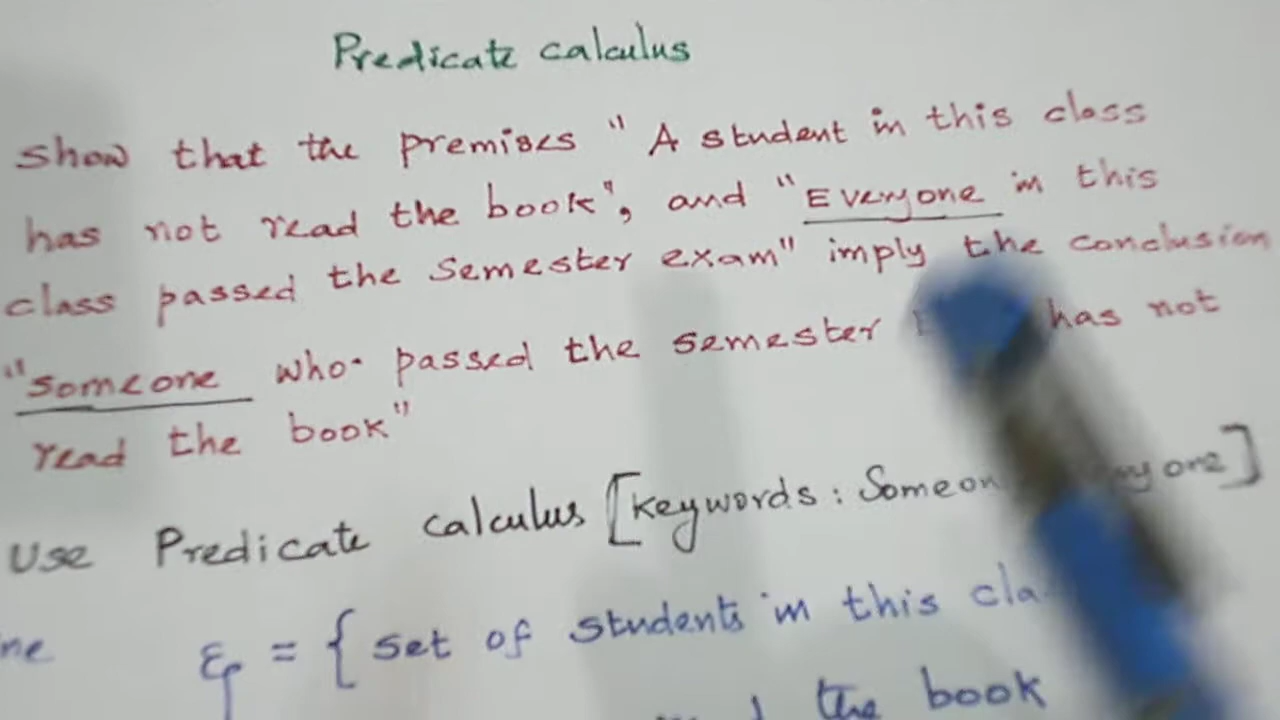 Predicate calculus
show that the premises " A student in this class
has not read the book", and "Everyone in this
class passed the semester exam" imply the conclusion
"someone who passed the semester has not
read the book"
Use Predicate calculus [keywords: Someon
ne ξ = { set of students in this cla
the book